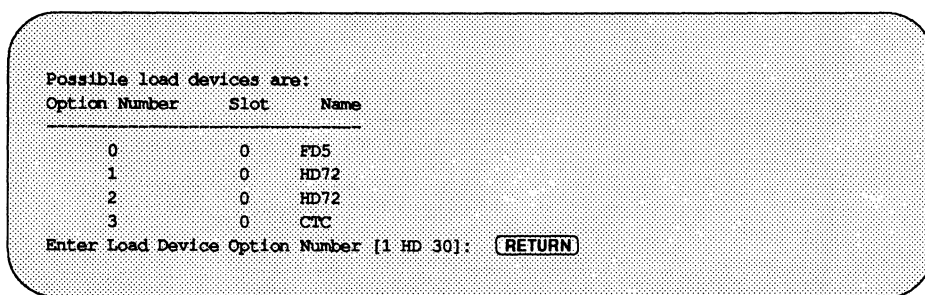 Possible load devices are:
Option Number Slot Name
0 0 FD5
1 0 HD72
2 0 HD72
3 0 CTC
Enter Load Device Option Number [1 HD 30]: RETURN